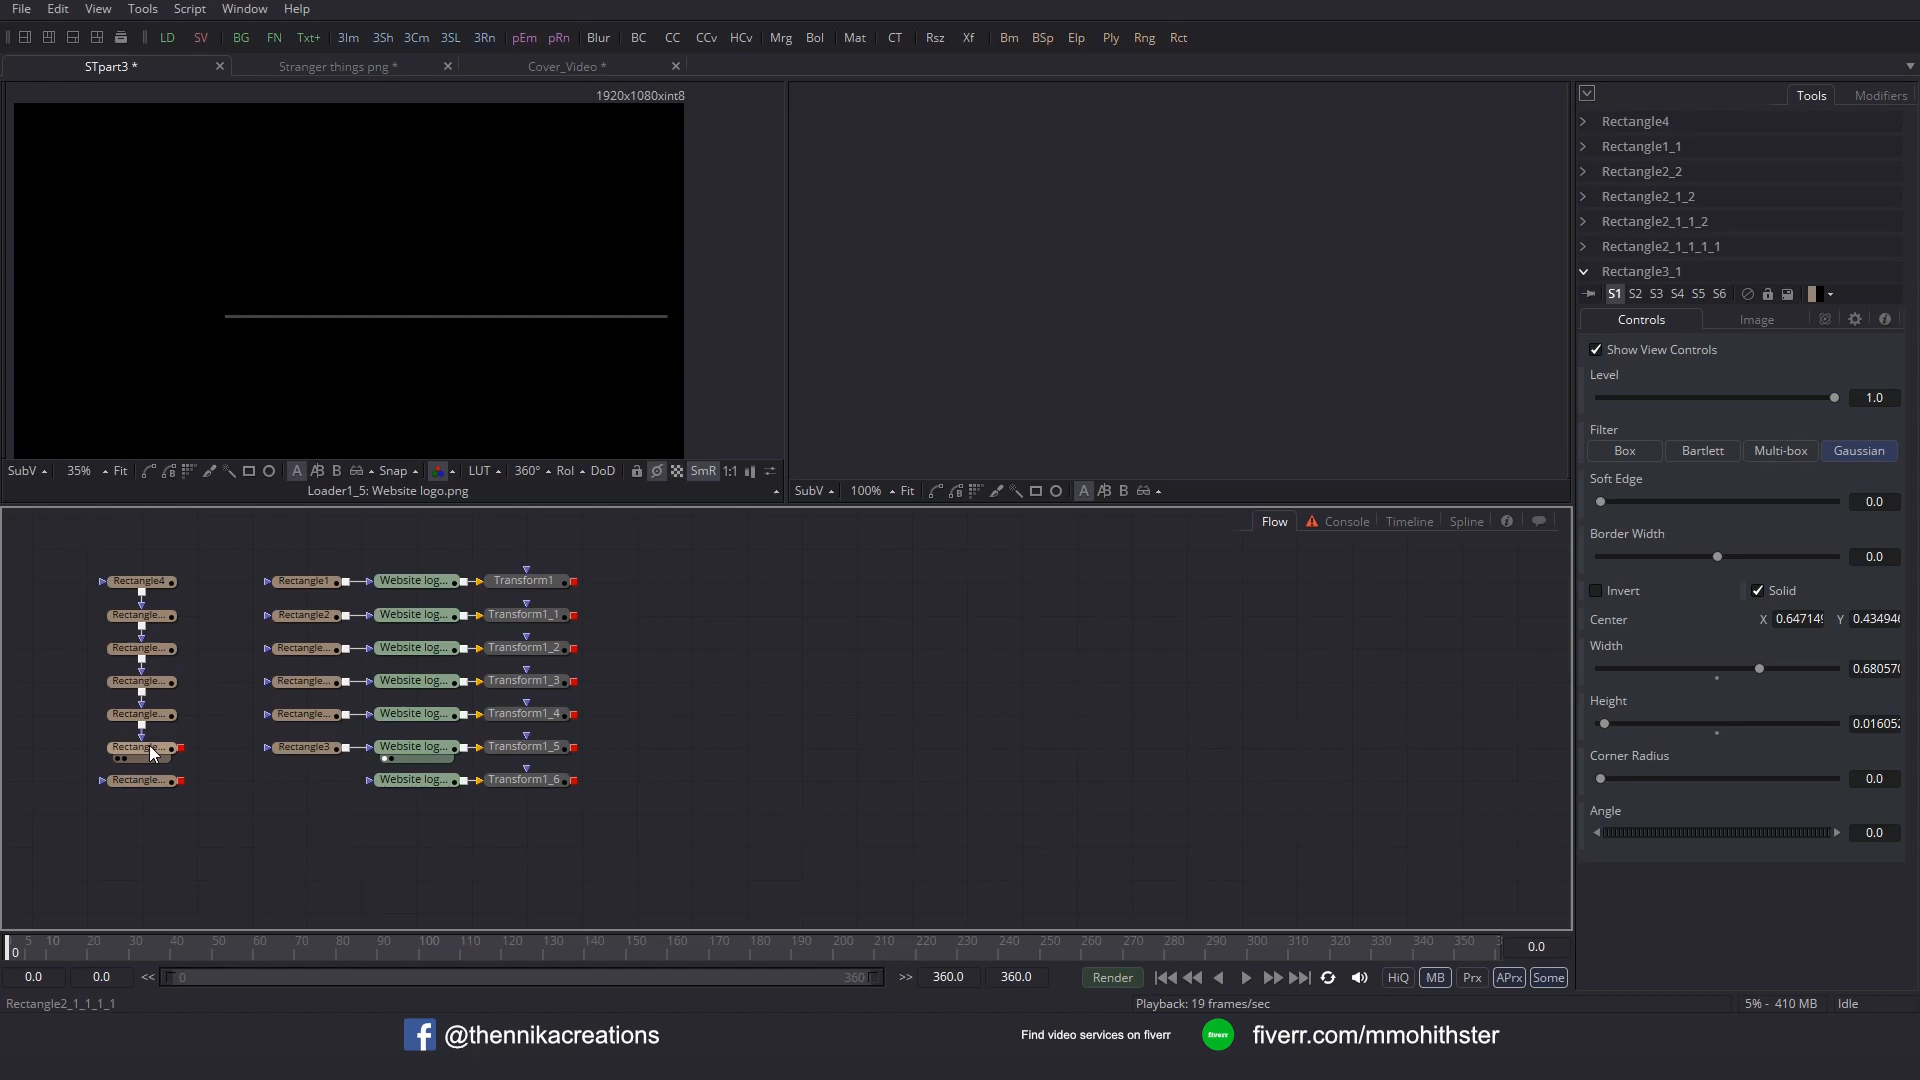 File Edit View Tools Script Window Help
LD SV BG FN Txt+ 3Im 3Sh 3Cm 3SL 3Rn pEm pRn Blur BC CC CCv HCv Mrg Bol Mat CT Rsz Xf Bm BSp Elp Ply Rng Rct
STpart3 * Stranger things png * Cover_Video *
1920x1080xint8
Tools Modifiers
Rectangle4
Rectangle1_1
Rectangle2_2
Rectangle2_1_2
Rectangle2_1_1_2
Rectangle2_1_1_1_1
Rectangle3_1
S1 S2 S3 S4 S5 S6
Controls Image
Show View Controls
Level
1.0
Filter
Box Bartlett Multi-box Gaussian
Soft Edge
0.0
Border Width
0.0
Invert Solid
Center X 0.647149 Y 0.434946
Width
0.680570
Height
0.016052
Corner Radius
0.0
Angle
0.0
SubV 35% Fit A B Snap LUT 360° RoI DoD SmR 1:1
Loader1_5: Website logo.png
SubV 100% Fit A B
Flow Console Timeline Spline
Rectangle4 Rectangle1 Website log... Transform1
Rectangle... Rectangle2 Website log... Transform1_1
Rectangle... Rectangle... Website log... Transform1_2
Rectangle... Rectangle... Website log... Transform1_3
Rectangle... Rectangle... Website log... Transform1_4
Rectangle... Rectangle3 Website log... Transform1_5
Rectangle... Website log... Transform1_6
0 5 10 20 30 40 50 60 70 80 90 100 110 120 130 140 150 160 170 180 190 200 210 220 230 240 250 260 270 280 290 300 310 320 330 340 350
0.0
0.0 0.0 << 0 360 >> 360.0 360.0 Render HiQ MB Prx APrx Some
Rectangle2_1_1_1_1 Playback: 19 frames/sec 5% - 410 MB Idle
@thennikacreations Find video services on fiverr fiverr fiverr.com/mmohithster